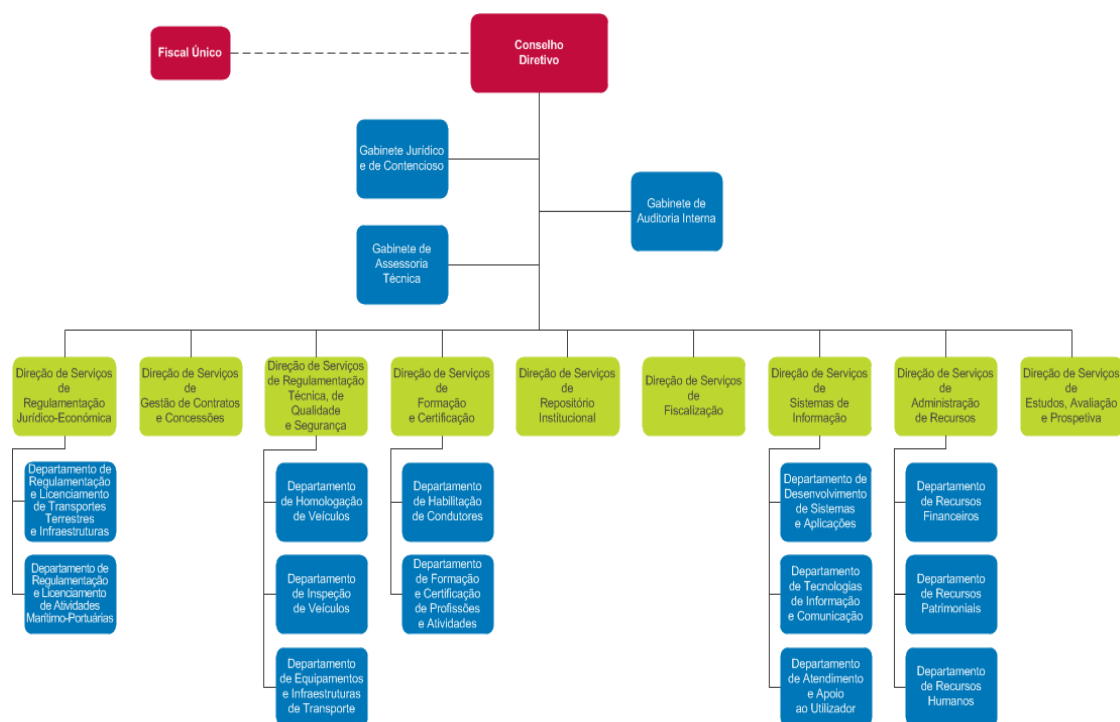 Fiscal Único
Conselho
Diretivo
Gabinete Jurídico
e de Contencioso
Gabinete de
Auditoria Interna
Gabinete de
Assessoria
Técnica
Direção de Serviços
de
Regulamentação
Jurídico-Económica
Direção de Serviços
de
Gestão de Contratos
e Concessões
Direção de Serviços
de Regulamentação
Técnica, de
Qualidade
e Segurança
Direção de Serviços
de
Formação
e Certificação
Direção de Serviços
de
Repositório
Institucional
Direção de Serviços
de
Fiscalização
Direção de Serviços
de
Sistemas de
Informação
Direção de Serviços
de
Administração
de Recursos
Direção de Serviços
de
Estudos, Avaliação
e Prospetiva
Departamento de
Regulamentação
e Licenciamento
de Transportes
Terrestres
e Infraestruturas
Departamento de
Regulamentação
e Licenciamento
de Atividades
Marítimo-Portuárias
Departamento
de Homologação
de Veículos
Departamento
de Inspeção
de Veículos
Departamento
de Equipamentos
e Infraestruturas
de Transporte
Departamento
de Habilitação
de Condutores
Departamento
de Formação
e Certificação
de Profissões
e Atividades
Departamento de
Desenvolvimento
de Sistemas
e Aplicações
Departamento
de Tecnologias
de Informação
e Comunicação
Departamento
de Atendimento
e Apoio
ao Utilizador
Departamento
de Recursos
Financeiros
Departamento
de Recursos
Patrimoniais
Departamento
de Recursos
Humanos